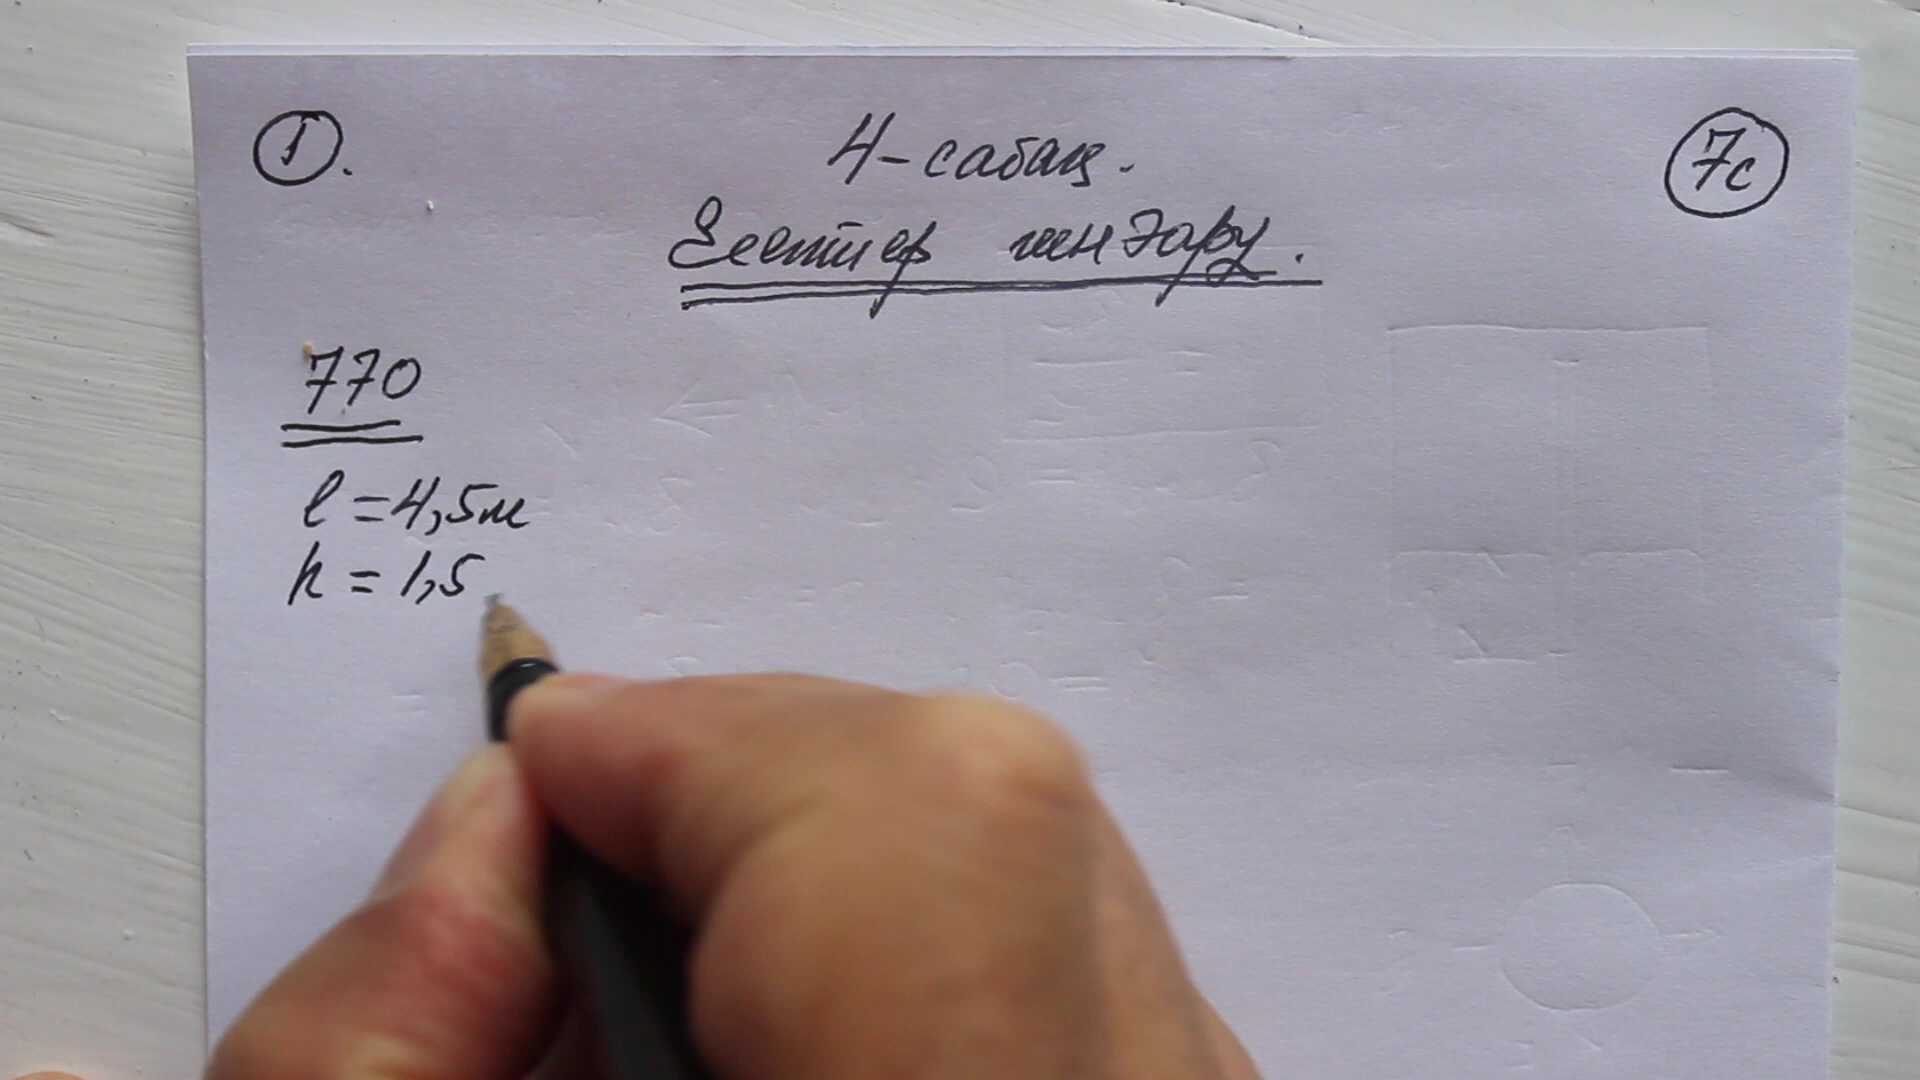 1.
4-сабақ.
7с
Есептер шығару.
770
l = 4,5м
h = 1,5